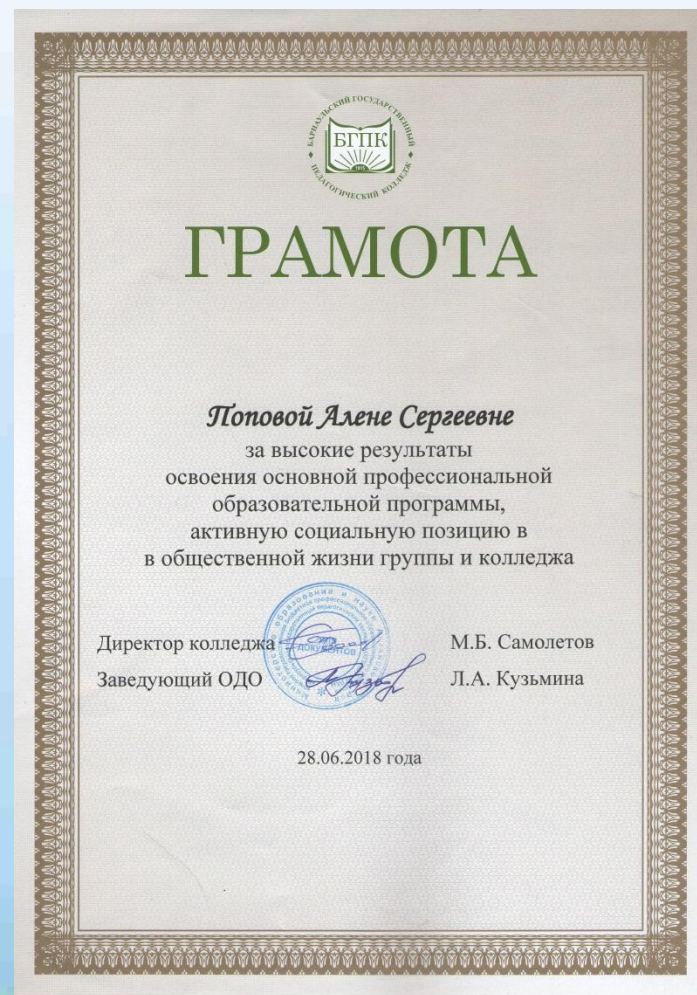 БАРНАУЛЬСКИЙ ГОСУДАРСТВЕННЫЙ
БГПК
ПЕДАГОГИЧЕСКИЙ КОЛЛЕДЖ
ГРАМОТА
Поповой Алене Сергеевне
за высокие результаты
освоения основной профессиональной
образовательной программы,
активную социальную позицию в
в общественной жизни группы и колледжа
Директор колледжа М.Б. Самолетов
ДОКУМЕНТОВ
Заведующий ОДО Л.А. Кузьмина
28.06.2018 года